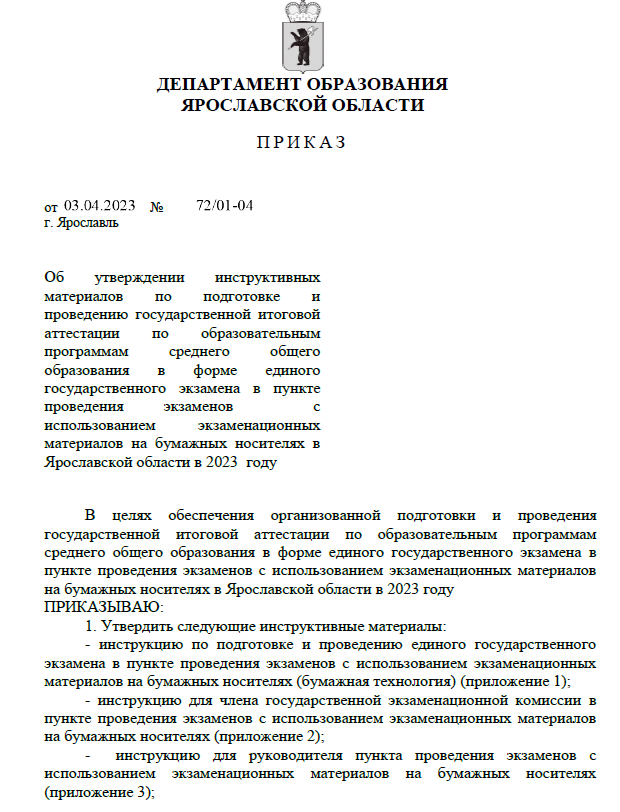 ДЕПАРТАМЕНТ ОБРАЗОВАНИЯ
ЯРОСЛАВСКОЙ ОБЛАСТИ
ПРИКАЗ
от 03.04.2023 № 72/01-04
г. Ярославль
Об утверждении инструктивных
материалов по подготовке и
проведению государственной итоговой
аттестации по образовательным
программам среднего общего
образования в форме единого
государственного экзамена в пункте
проведения экзаменов с
использованием экзаменационных
материалов на бумажных носителях в
Ярославской области в 2023 году
В целях обеспечения организованной подготовки и проведения
государственной итоговой аттестации по образовательным программам
среднего общего образования в форме единого государственного экзамена в
пункте проведения экзаменов с использованием экзаменационных материалов
на бумажных носителях в Ярославской области в 2023 году
ПРИКАЗЫВАЮ:
1. Утвердить следующие инструктивные материалы:
- инструкцию по подготовке и проведению единого государственного
экзамена в пункте проведения экзаменов с использованием экзаменационных
материалов на бумажных носителях (бумажная технология) (приложение 1);
- инструкцию для члена государственной экзаменационной комиссии в
пункте проведения экзаменов с использованием экзаменационных материалов
на бумажных носителях (приложение 2);
- инструкцию для руководителя пункта проведения экзаменов с
использованием экзаменационных материалов на бумажных носителях
(приложение 3);